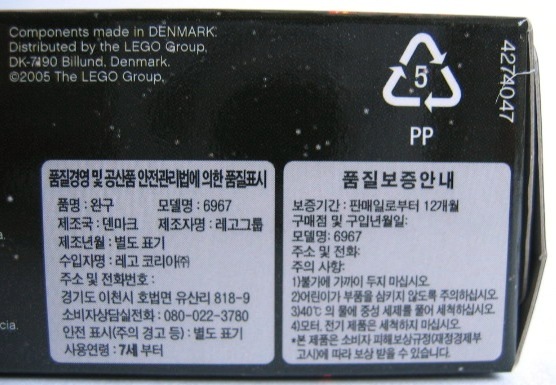 Components made in DENMARK.
Distributed by the LEGO Group,
DK-7190 Billund, Denmark.
©2005 The LEGO Group.
5
PP
4274047
품질경영 및 공산품 안전관리법에 의한 품질표시
품명 : 완구 모델명 : 6967
제조국 : 덴마크 제조자명 : 레고그룹
제조년월 : 별도 표기
수입자명 : 레고 코리아㈜
주소 및 전화번호 :
경기도 이천시 호법면 유산리 818-9
소비자상담실전화 : 080-022-3780
안전 표시(주의 경고 등) : 별도 표기
사용연령 : 7세 부터
품질보증안내
보증기간 : 판매일로부터 12개월
구매점 및 구입년월일:
모델명: 6967
주소 및 전화:
주의 사항:
1)불가에 가까이 두지 마십시오.
2)어린이가 부품을 삼키지 않도록 주의하십시오.
3)40℃ 의 물에 중성 세제를 풀어 세척하십시오.
4)모터, 전기 제품은 세척하지 마십시오.
*본 제품은 소비자 피해보상규정(재정경제부
고시)에 따라 보상 받을 수 있습니다.